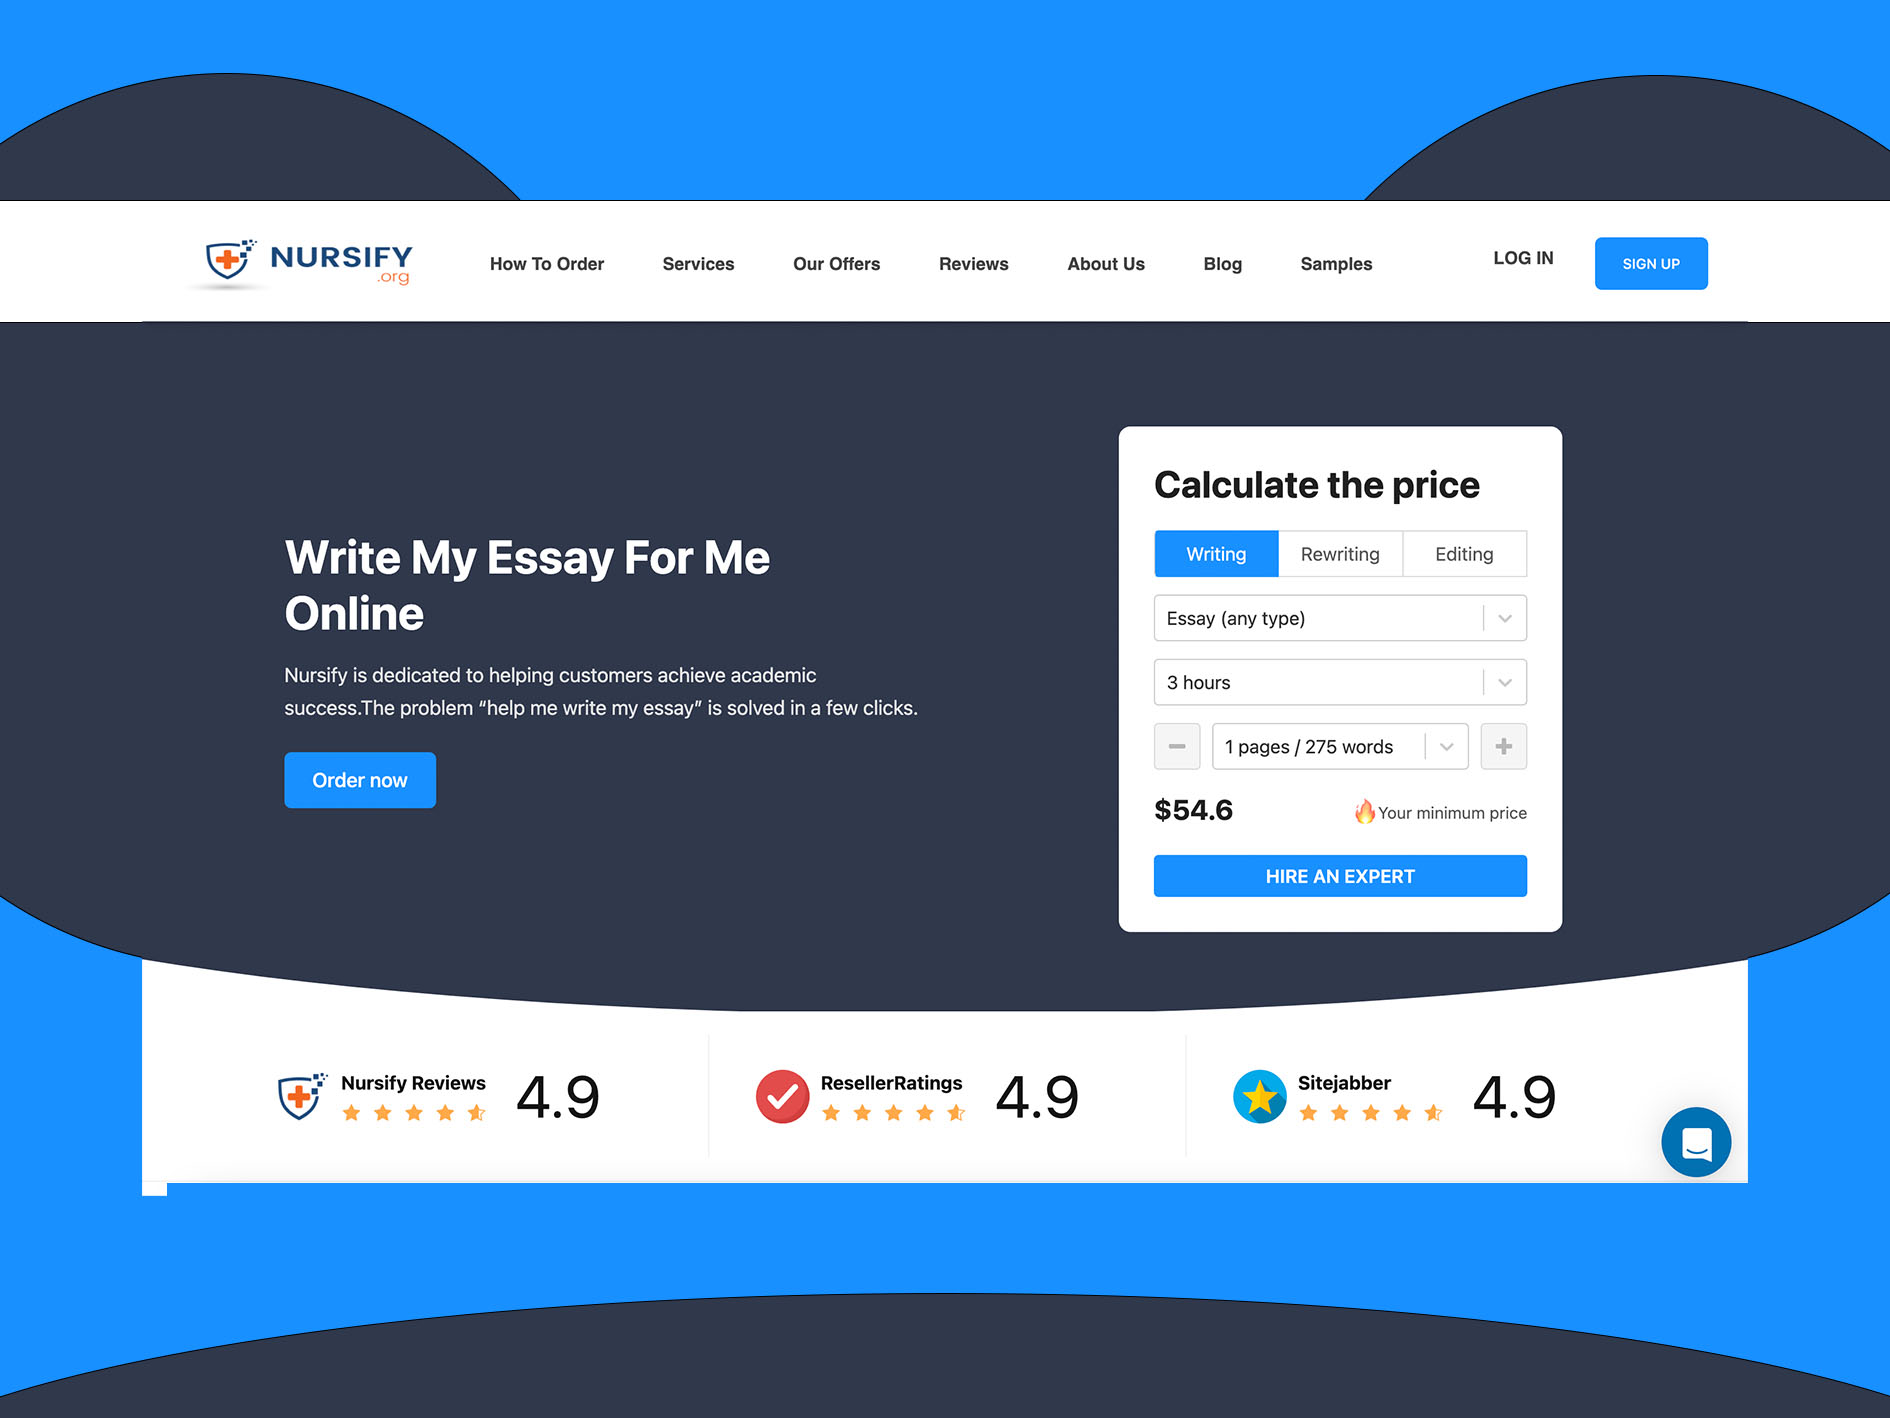 NURSIFY
.org
How To Order
Services
Our Offers
Reviews
About Us
Blog
Samples
LOG IN
SIGN UP
Write My Essay For Me
Online
Nursify is dedicated to helping customers achieve academic
success.The problem “help me write my essay” is solved in a few clicks.
Order now
Calculate the price
Writing
Rewriting
Editing
Essay (any type)
3 hours
1 pages / 275 words
$54.6
Your minimum price
HIRE AN EXPERT
Nursify Reviews
4.9
ResellerRatings
4.9
Sitejabber
4.9